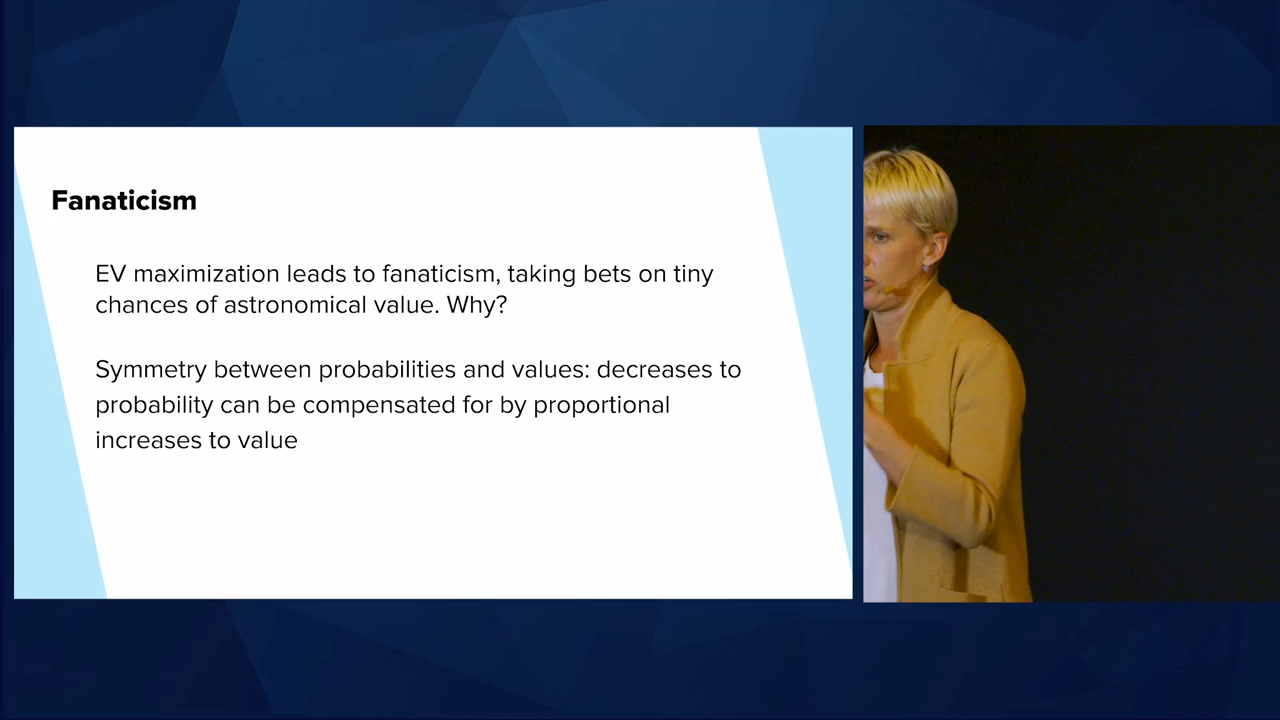 Fanaticism
EV maximization leads to fanaticism, taking bets on tiny
chances of astronomical value. Why?
Symmetry between probabilities and values: decreases to
probability can be compensated for by proportional
increases to value